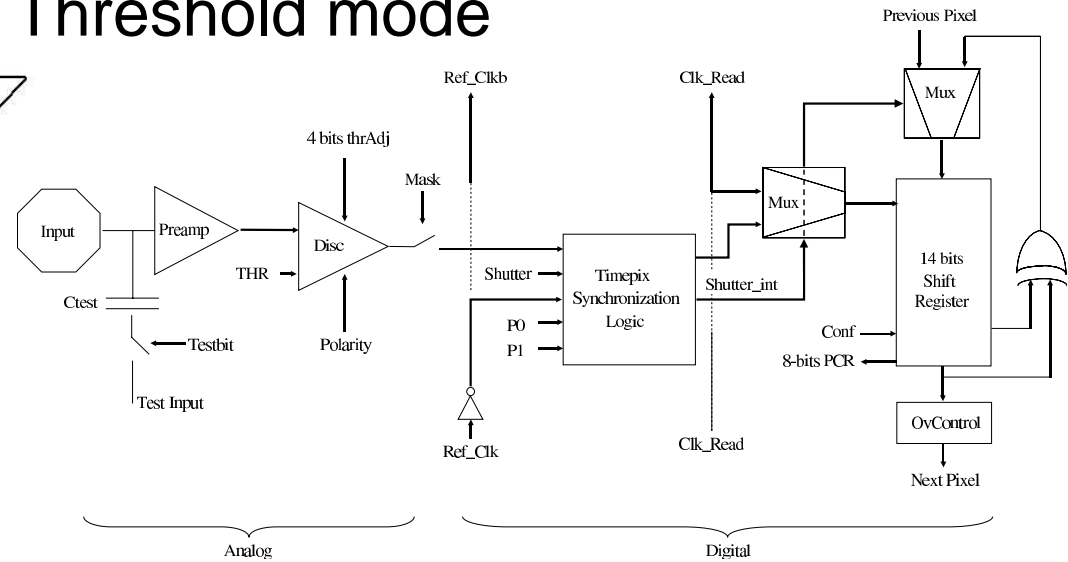 Threshold mode
Previous Pixel
Ref_Clkb
Clk_Read
Mux
4 bits thrAdj
Mask
Mux
Input
Preamp
Disc
14 bits
Shift
Register
THR
Shutter
Timepix
Synchronization
Logic
Shutter_int
Ctest
P0
P1
Conf
8-bits PCR
Testbit
Polarity
Test Input
OvControl
Ref_Clk
Clk_Read
Next Pixel
Analog
Digital